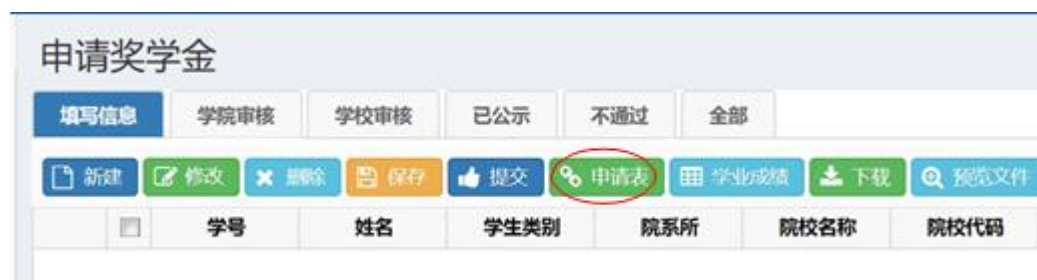 申请奖学金
填写信息 学院审核 学校审核 已公示 不通过 全部
新建 修改 删除 保存 提交 申请表 学业成绩 下载 预览文件
学号 姓名 学生类别 院系所 院校名称 院校代码